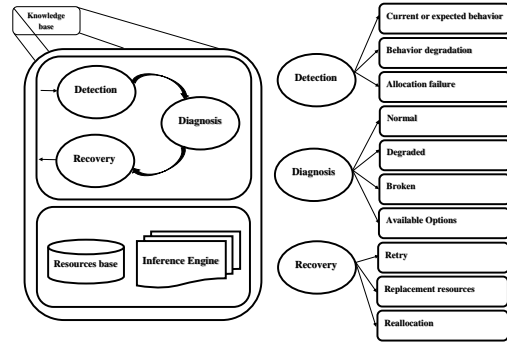 Knowledge
base
Detection
Diagnosis
Recovery
Resources base
Inference Engine
Detection
Current or expected behavior
Behavior degradation
Allocation failure
Diagnosis
Normal
Degraded
Broken
Available Options
Recovery
Retry
Replacement resources
Reallocation